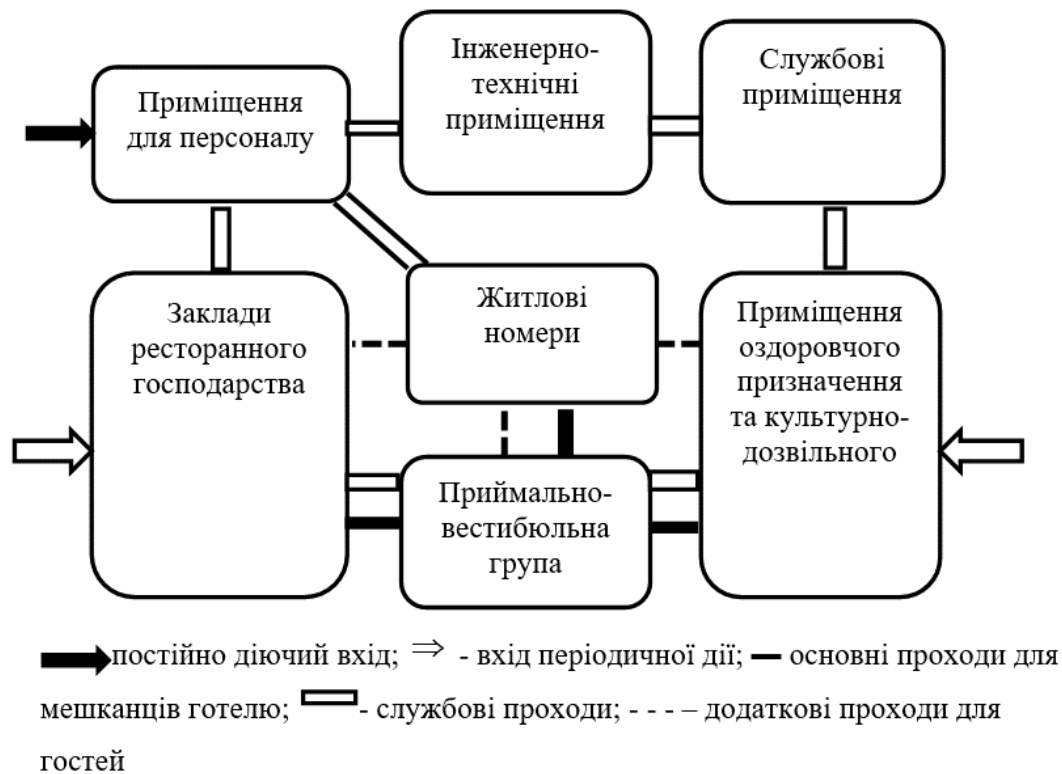 Приміщення
для персоналу
Інженерно-
технічні
приміщення
Службові
приміщення
Заклади
ресторанного
господарства
Житлові
номери
Приміщення
оздоровчого
призначення
та культурно-
дозвільного
Приймально-
вестибюльна
група
постійно діючий вхід; ⇒ - вхід періодичної дії; – основні проходи для
мешканців готелю; - службові проходи; - - - – додаткові проходи для
гостей